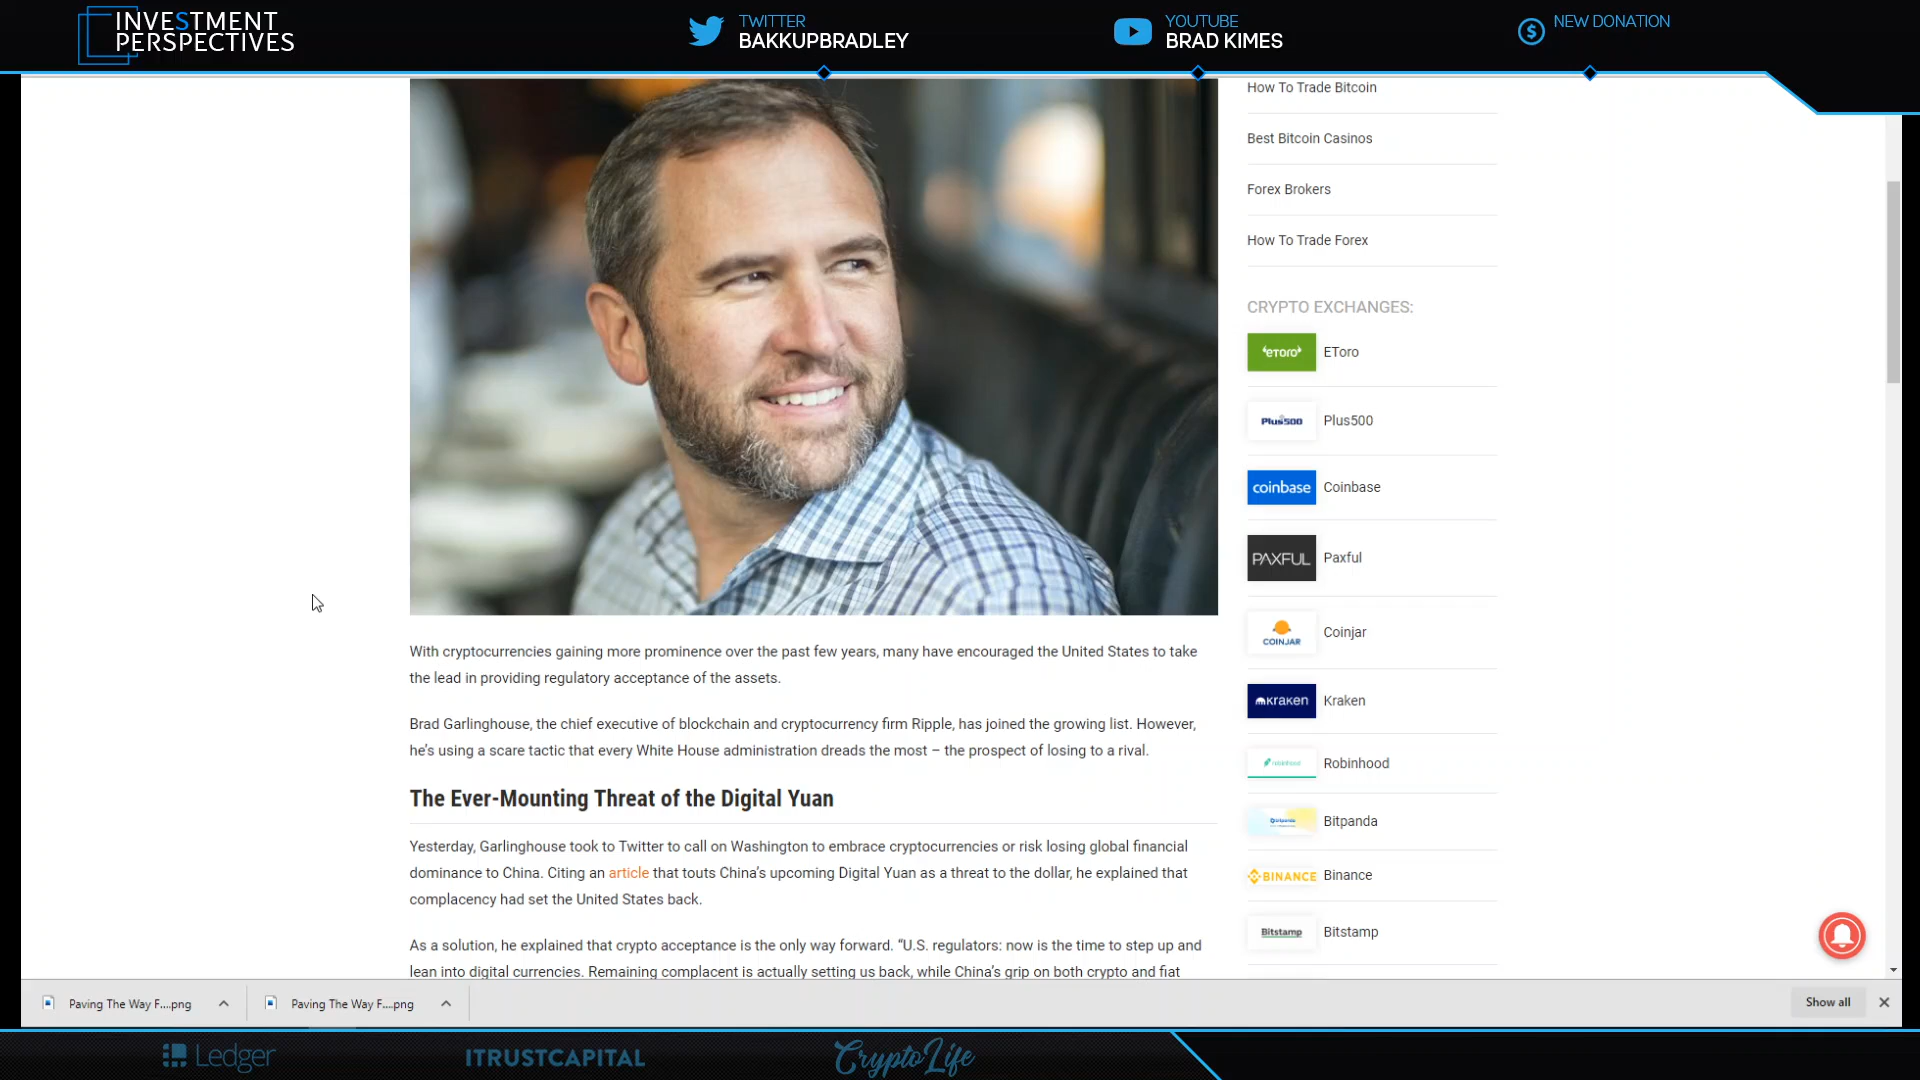 INVESTMENT
PERSPECTIVES
TWITTER
BAKKUPBRADLEY
YOUTUBE
BRAD KIMES
NEW DONATION
How To Trade Bitcoin
Best Bitcoin Casinos
Forex Brokers
How To Trade Forex
CRYPTO EXCHANGES:
eToro EToro
Plus500 Plus500
coinbase Coinbase
PAXFUL Paxful
COINJAR Coinjar
kraken Kraken
robinhood Robinhood
bitpanda Bitpanda
BINANCE Binance
Bitstamp Bitstamp
With cryptocurrencies gaining more prominence over the past few years, many have encouraged the United States to take
the lead in providing regulatory acceptance of the assets.
Brad Garlinghouse, the chief executive of blockchain and cryptocurrency firm Ripple, has joined the growing list. However,
he's using a scare tactic that every White House administration dreads the most – the prospect of losing to a rival.
The Ever-Mounting Threat of the Digital Yuan
Yesterday, Garlinghouse took to Twitter to call on Washington to embrace cryptocurrencies or risk losing global financial
dominance to China. Citing an article that touts China's upcoming Digital Yuan as a threat to the dollar, he explained that
complacency had set the United States back.
As a solution, he explained that crypto acceptance is the only way forward. “U.S. regulators: now is the time to step up and
lean into digital currencies. Remaining complacent is actually setting us back, while China's grip on both crypto and fiat
Paving The Way F....png
Paving The Way F....png
Show all
Ledger
ITRUSTCAPITAL
CryptoLife